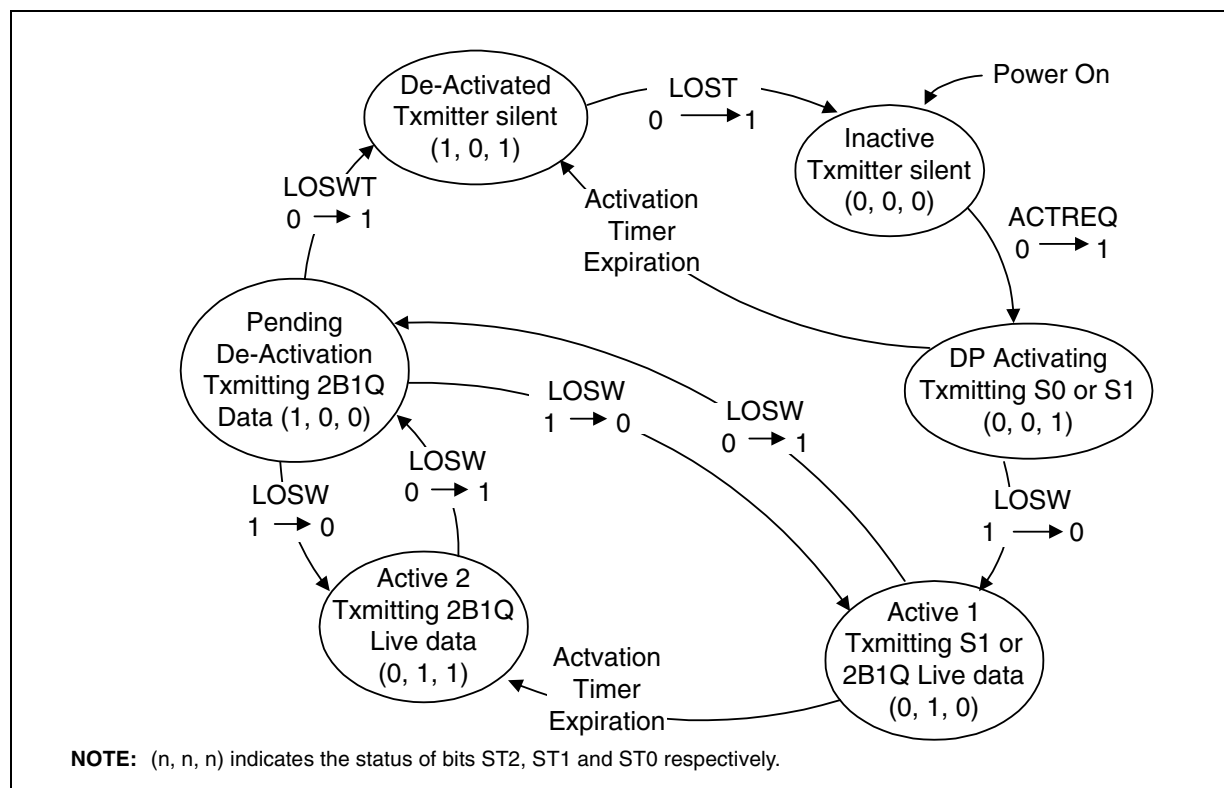 De-Activated
Txmitter silent
(1, 0, 1)
LOST
0 → 1
Power On
Inactive
Txmitter silent
(0, 0, 0)
LOSWT
0 → 1
Activation
Timer
Expiration
ACTREQ
0 → 1
Pending
De-Activation
Txmitting 2B1Q
Data (1, 0, 0)
DP Activating
Txmitting S0 or S1
(0, 0, 1)
LOSW
1 → 0
LOSW
0 → 1
LOSW
0 → 1
LOSW
1 → 0
LOSW
1 → 0
Active 2
Txmitting 2B1Q
Live data
(0, 1, 1)
Active 1
Txmitting S1 or
2B1Q Live data
(0, 1, 0)
Actvation
Timer
Expiration
NOTE: (n, n, n) indicates the status of bits ST2, ST1 and ST0 respectively.